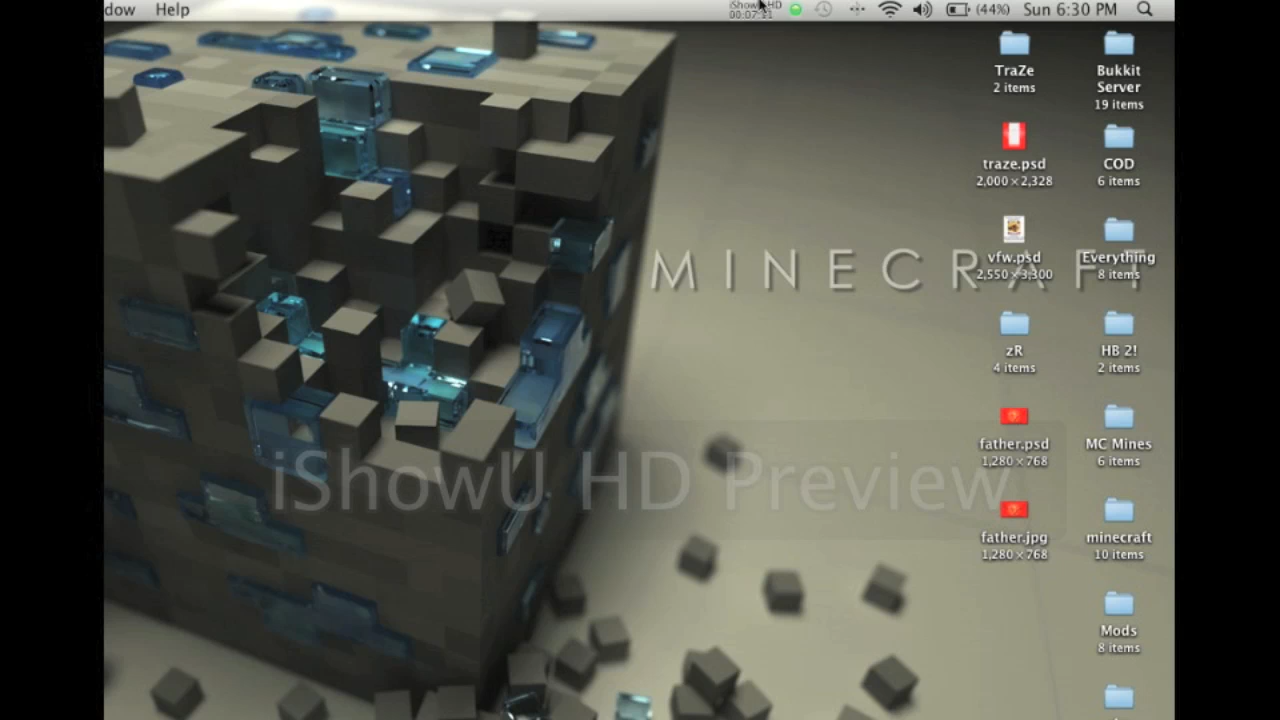 dow Help
iShowU HD
00:07:11
(44%) Sun 6:30 PM
TraZe
2 items
Bukkit
Server
19 items
traze.psd
2,000×2,328
COD
6 items
vfw.psd
2,550×3,300
Everything
8 items
MINECRAFT
zR
4 items
HB 2!
2 items
father.psd
1,280×768
MC Mines
6 items
iShowU HD Preview
father.jpg
1,280×768
minecraft
10 items
Mods
8 items